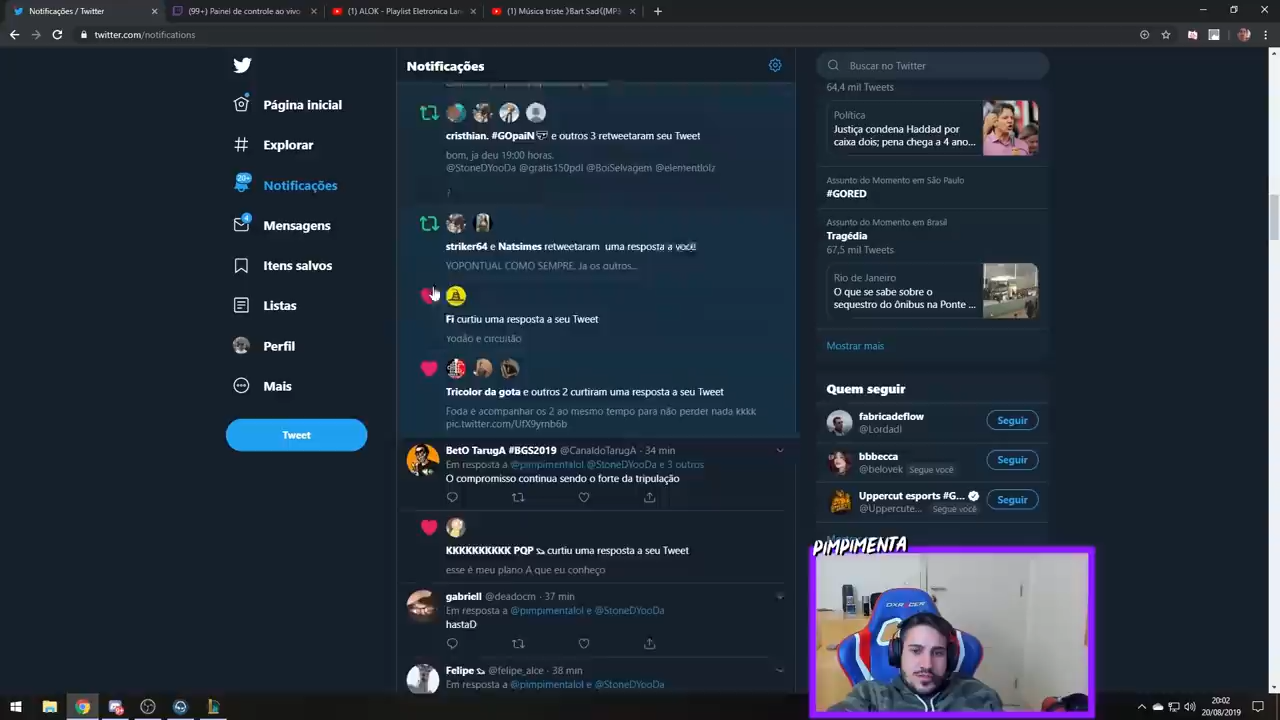 Notificações / Twitter
(99+) Painel de controle ao vivo
(1) ALOK - Playlist Eletronica Lan
(1) Música triste }Bart Sad{(MP3
twitter.com/notifications
Notificações
Buscar no Twitter
Página inicial
Explorar
20+
Notificações
4
Mensagens
Itens salvos
Listas
Perfil
Mais
Tweet
cristhian. #GOpaiN e outros 3 retweetaram seu Tweet
bom, ja deu 19:00 horas.
@StoneDYooDa @gratis150pdl @BoiSelvagem @elementlolz
?
striker64 e Natsimes retweetaram uma resposta a você
YOPONTUAL COMO SEMPRE, Ja os outros...
Fi curtiu uma resposta a seu Tweet
Yodão e circuitão
Tricolor da gota e outros 2 curtiram uma resposta a seu Tweet
Foda é acompanhar os 2 ao mesmo tempo para não perder nada kkkk
pic.twitter.com/UfX9yrnb6b
BetO TarugA #BGS2019 @CanaldoTarugA · 34 min
Em resposta a @pimpimentalol @StoneDYooDa e 3 outros
O compromisso continua sendo o forte da tripulação
KKKKKKKKKK PQP curtiu uma resposta a seu Tweet
esse é meu plano A que eu conheço
gabriell @deadocrn · 37 min
Em resposta a @pimpimentalol e @StoneDYooDa
hastaD
Felipe @felipe_alce · 38 min
Em resposta a @pimpimentalol e @StoneDYooDa
64,4 mil Tweets
Política
Justiça condena Haddad por
caixa dois; pena chega a 4 ano...
Assunto do Momento em São Paulo
#GORED
Assunto do Momento em Brasil
Tragédia
67,5 mil Tweets
Rio de Janeiro
O que se sabe sobre o
sequestro do ônibus na Ponte ...
Mostrar mais
Quem seguir
fabricadeflow
@Lordadi
Seguir
bbbecca
@belovek Segue você
Seguir
Uppercut esports #G...
@Uppercute... Segue você
Seguir
PIMPIMENTA
DXRACER
20:02
20/08/2019